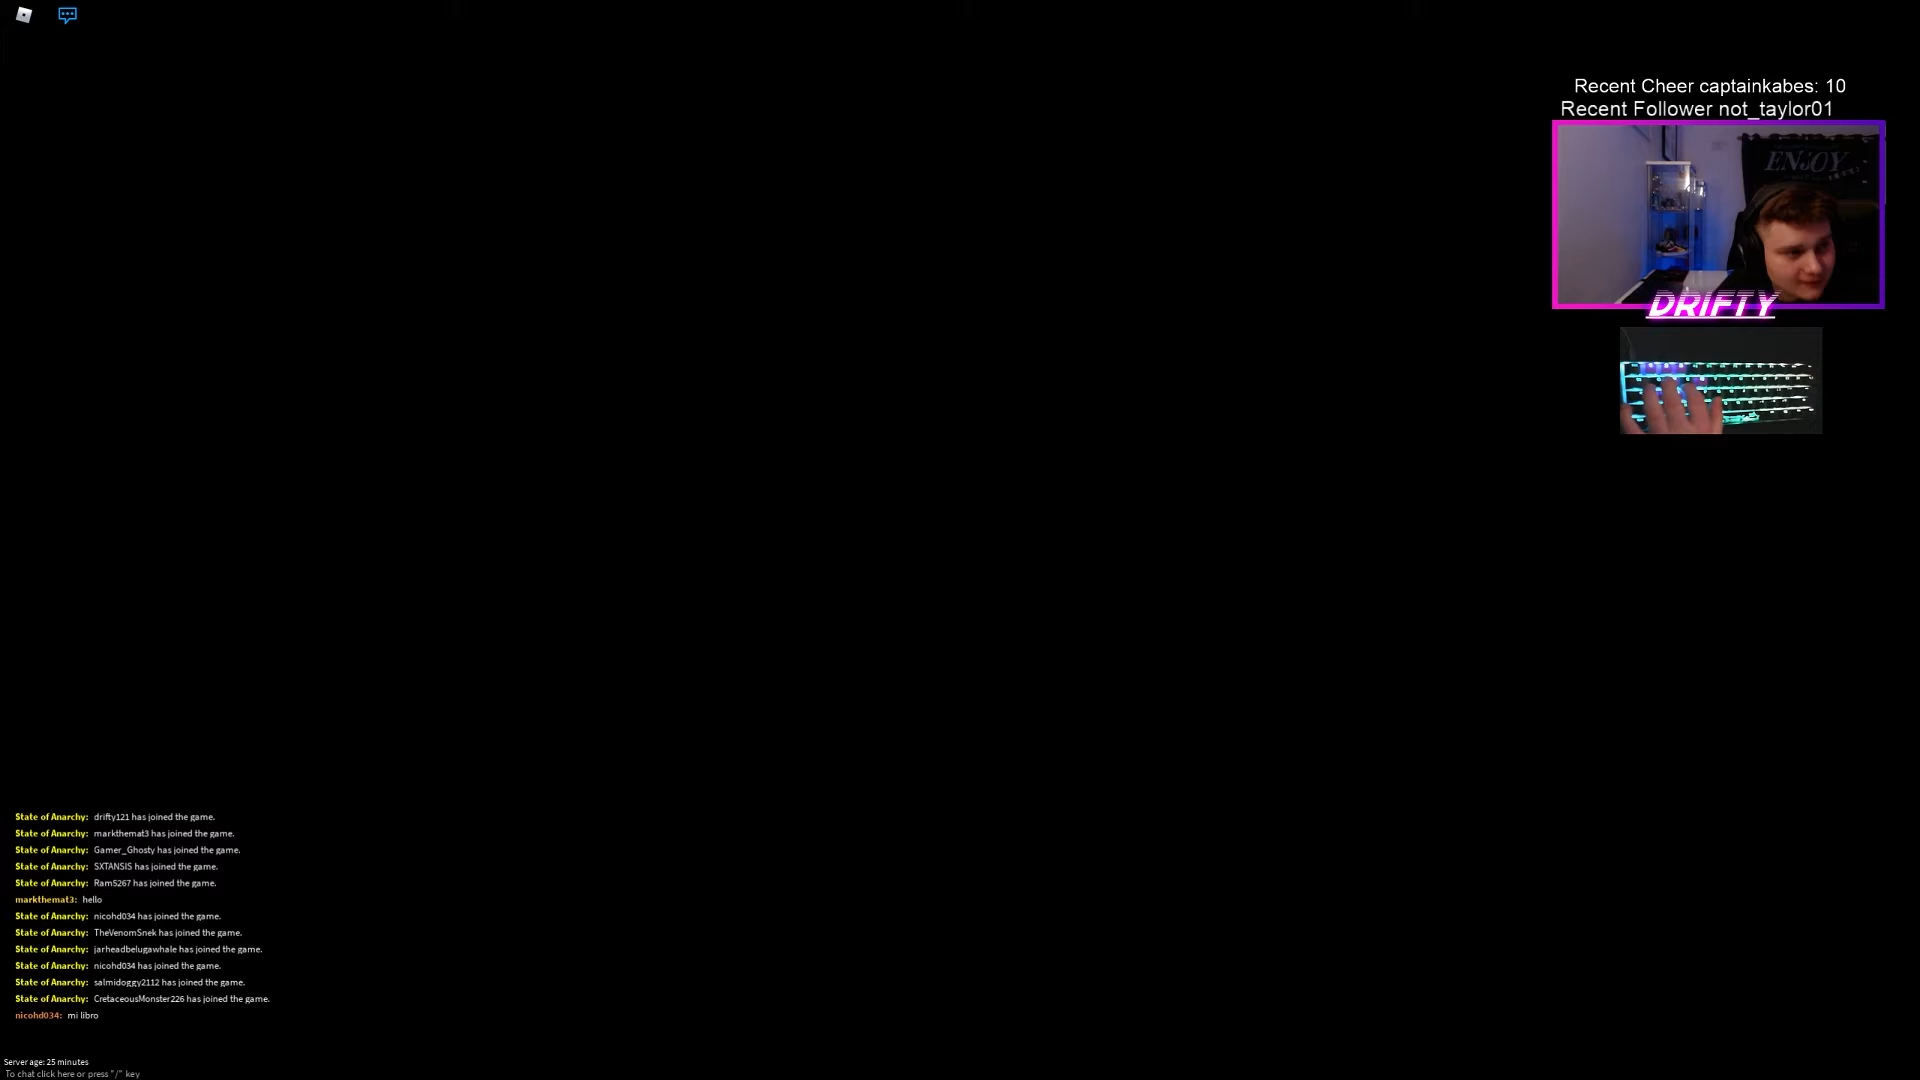 Recent Cheer captainkabes: 10
Recent Follower not_taylor01
ENJOY
DRIFTY
State of Anarchy: drifty121 has joined the game.
State of Anarchy: markthemat3 has joined the game.
State of Anarchy: Gamer_Ghosty has joined the game.
State of Anarchy: SXTANSIS has joined the game.
State of Anarchy: Ram5267 has joined the game.
markthemat3: hello
State of Anarchy: nicohd034 has joined the game.
State of Anarchy: TheVenomSnek has joined the game.
State of Anarchy: jarheadbelugawhale has joined the game.
State of Anarchy: nicohd034 has joined the game.
State of Anarchy: salmidoggy2112 has joined the game.
State of Anarchy: CretaceousMonster226 has joined the game.
nicohd034: mi libro
Server age: 25 minutes
To chat click here or press "/" key